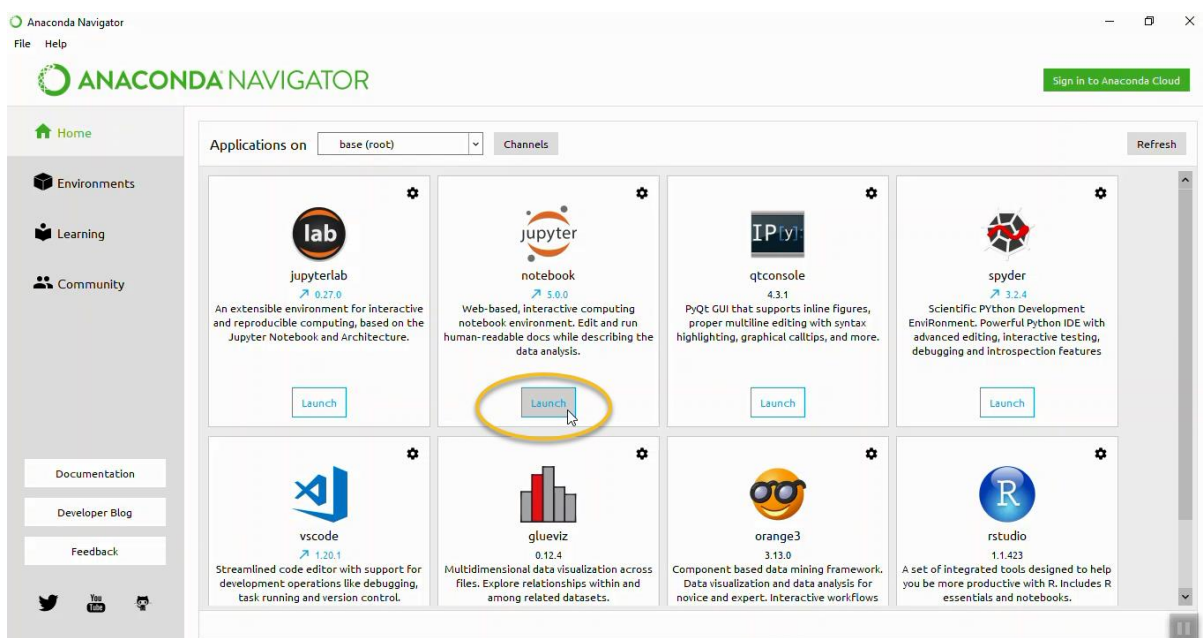 Anaconda Navigator
File Help
ANACONDA NAVIGATOR
Sign in to Anaconda Cloud
Home
Environments
Learning
Community
Documentation
Developer Blog
Feedback
You
Tube
Applications on base (root) Channels Refresh
lab
jupyterlab
0.27.0
An extensible environment for interactive
and reproducible computing, based on the
Jupyter Notebook and Architecture.
Launch
jupyter
notebook
5.0.0
Web-based, interactive computing
notebook environment. Edit and run
human-readable docs while describing the
data analysis.
Launch
IP[y]:
qtconsole
4.3.1
PyQt GUI that supports inline figures,
proper multiline editing with syntax
highlighting, graphical calltips, and more.
Launch
spyder
3.2.4
Scientific PYthon Development
EnviRonment. Powerful Python IDE with
advanced editing, interactive testing,
debugging and introspection features
Launch
vscode
1.20.1
Streamlined code editor with support for
development operations like debugging,
task running and version control.
glueviz
0.12.4
Multidimensional data visualization across
files. Explore relationships within and
among related datasets.
orange3
3.13.0
Component based data mining framework.
Data visualization and data analysis for
novice and expert. Interactive workflows
R
rstudio
1.1.423
A set of integrated tools designed to help
you be more productive with R. Includes R
essentials and notebooks.